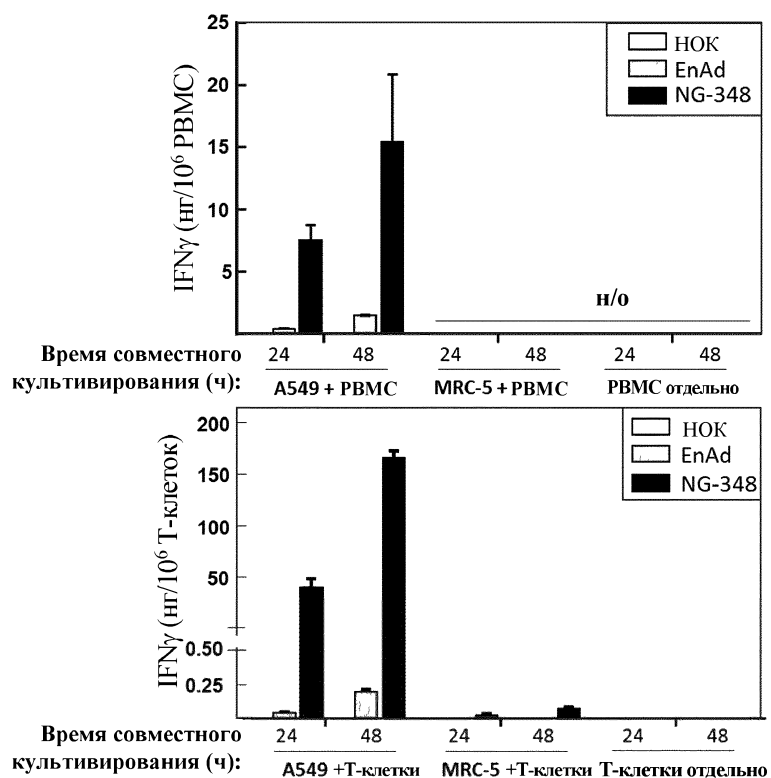 25
20
15
10
5
IFNγ (нг/10⁶ PBMC)
НОК
EnAd
NG-348
н/о
Время совместного культивирования (ч):
24 48 24 48 24 48
A549 + PBMC MRC-5 + PBMC PBMC отдельно
200
150
100
50
0.50
0.25
IFNγ (нг/10⁶ Т-клеток)
НОК
EnAd
NG-348
Время совместного культивирования (ч):
24 48 24 48 24 48
A549 +Т-клетки MRC-5 +Т-клетки Т-клетки отдельно